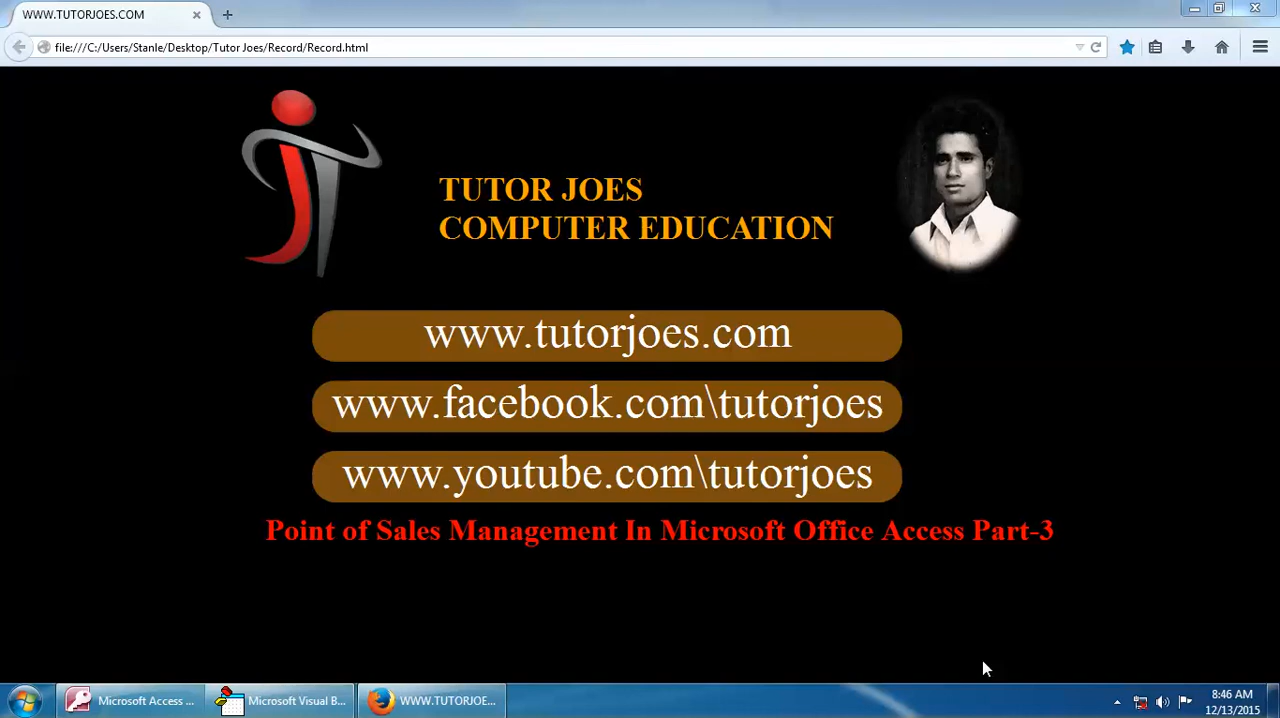 WWW.TUTORJOES.COM
file:///C:/Users/Stanle/Desktop/Tutor Joes/Record/Record.html
TUTOR JOES
COMPUTER EDUCATION
www.tutorjoes.com
www.facebook.com\tutorjoes
www.youtube.com\tutorjoes
Point of Sales Management In Microsoft Office Access Part-3
Microsoft Access ...
Microsoft Visual B...
WWW.TUTORJOE...
8:46 AM
12/13/2015